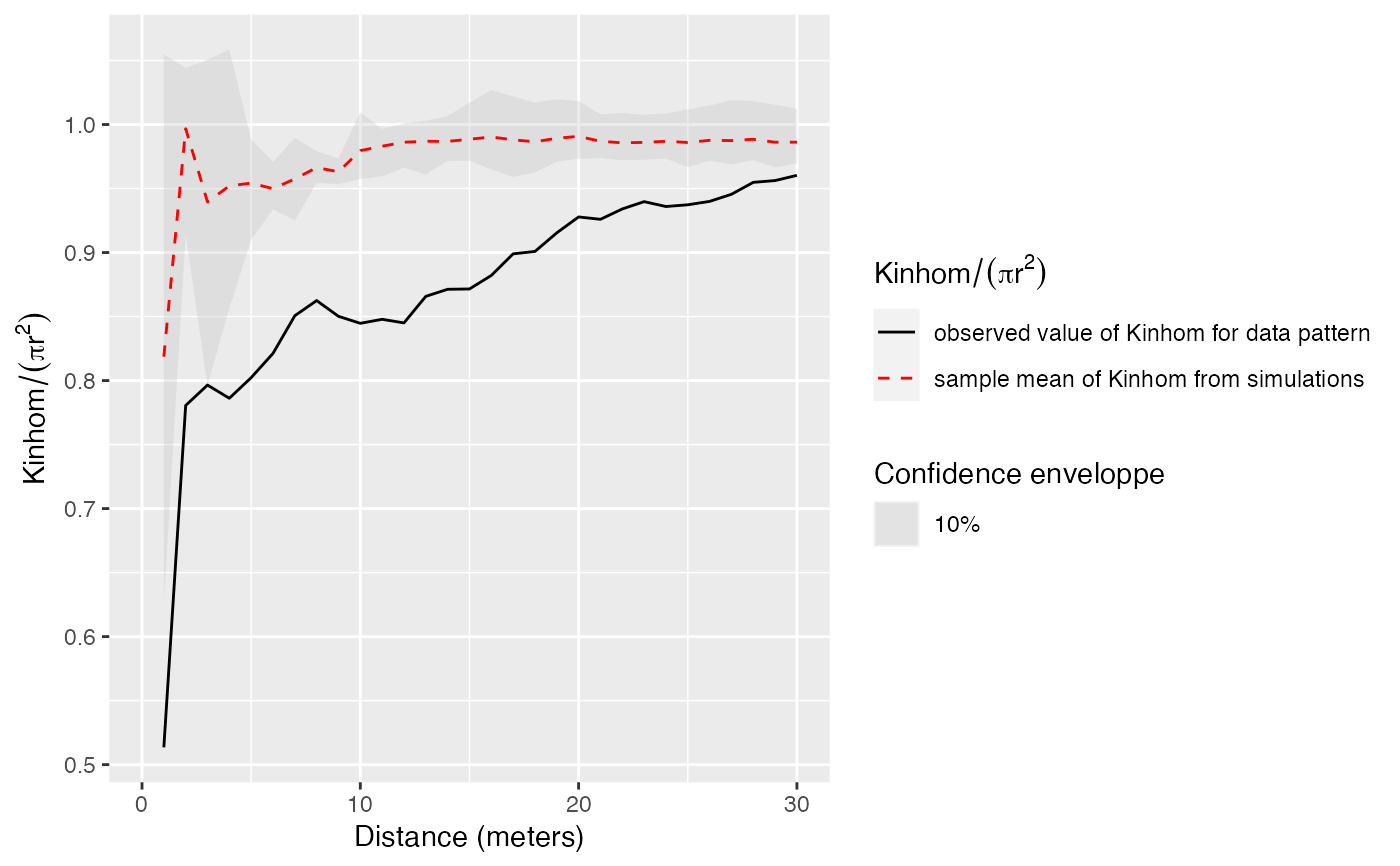 1.0
0.9
0.8
0.7
0.6
0.5
0
10
20
30
Distance (meters)
Kinhom/(πr²)
Kinhom/(πr²)
observed value of Kinhom for data pattern
sample mean of Kinhom from simulations
Confidence enveloppe
10%